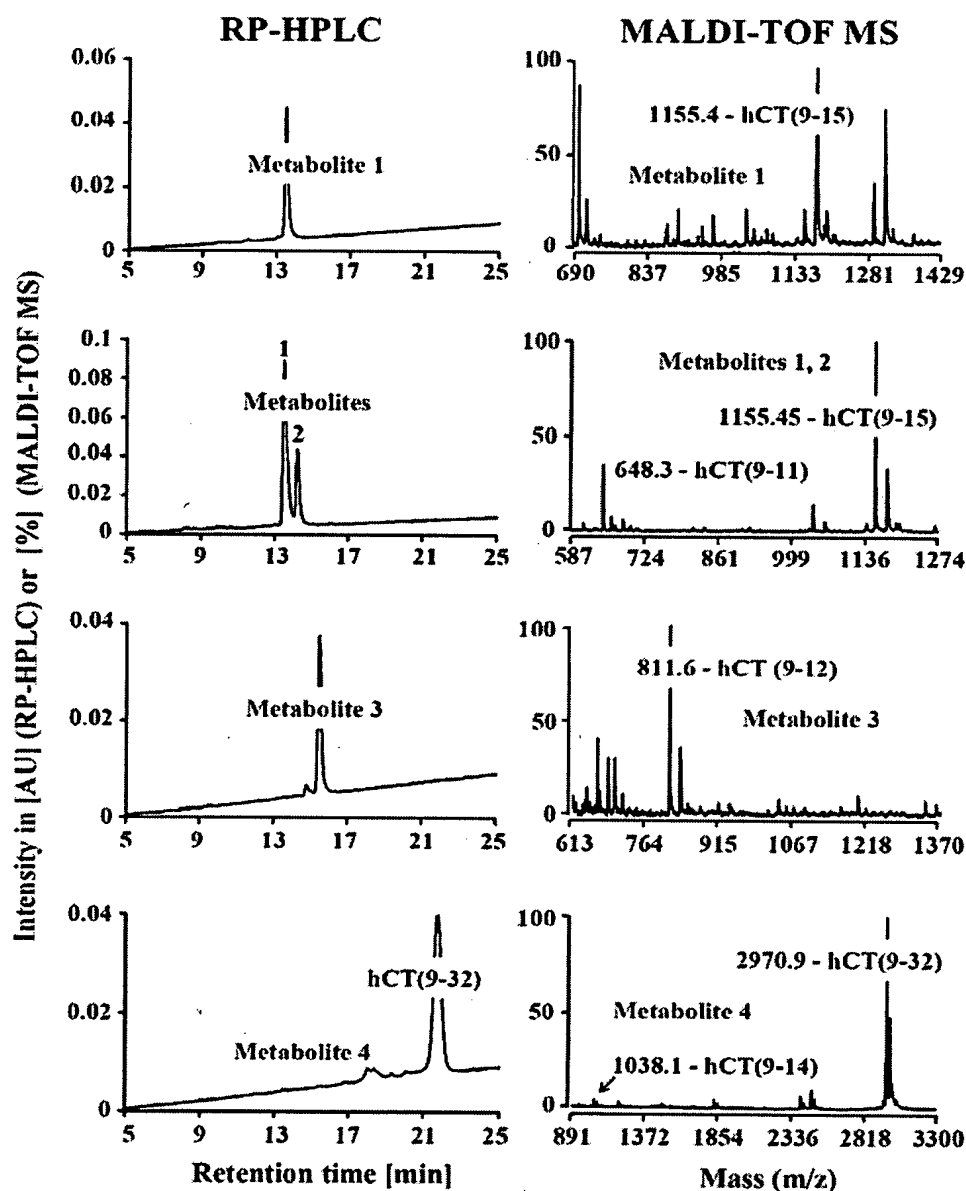 RP-HPLC
MALDI-TOF MS
Intensity in [AU] (RP-HPLC) or [%] (MALDI-TOF MS)
0.06
0.04
0.02
0
Metabolite 1
5 9 13 17 21 25
100
50
0
1155.4 - hCT(9-15)
Metabolite 1
690 837 985 1133 1281 1429
0.1
0.08
0.06
0.04
0.02
0
1
Metabolites
2
5 9 13 17 21 25
100
50
0
Metabolites 1, 2
1155.45 - hCT(9-15)
648.3 - hCT(9-11)
587 724 861 999 1136 1274
0.04
0.02
0
Metabolite 3
5 9 13 17 21 25
100
50
0
811.6 - hCT (9-12)
Metabolite 3
613 764 915 1067 1218 1370
0.04
0.02
0
hCT(9-32)
Metabolite 4
5 9 13 17 21 25
Retention time [min]
100
50
0
2970.9 - hCT(9-32)
Metabolite 4
1038.1 - hCT(9-14)
891 1372 1854 2336 2818 3300
Mass (m/z)